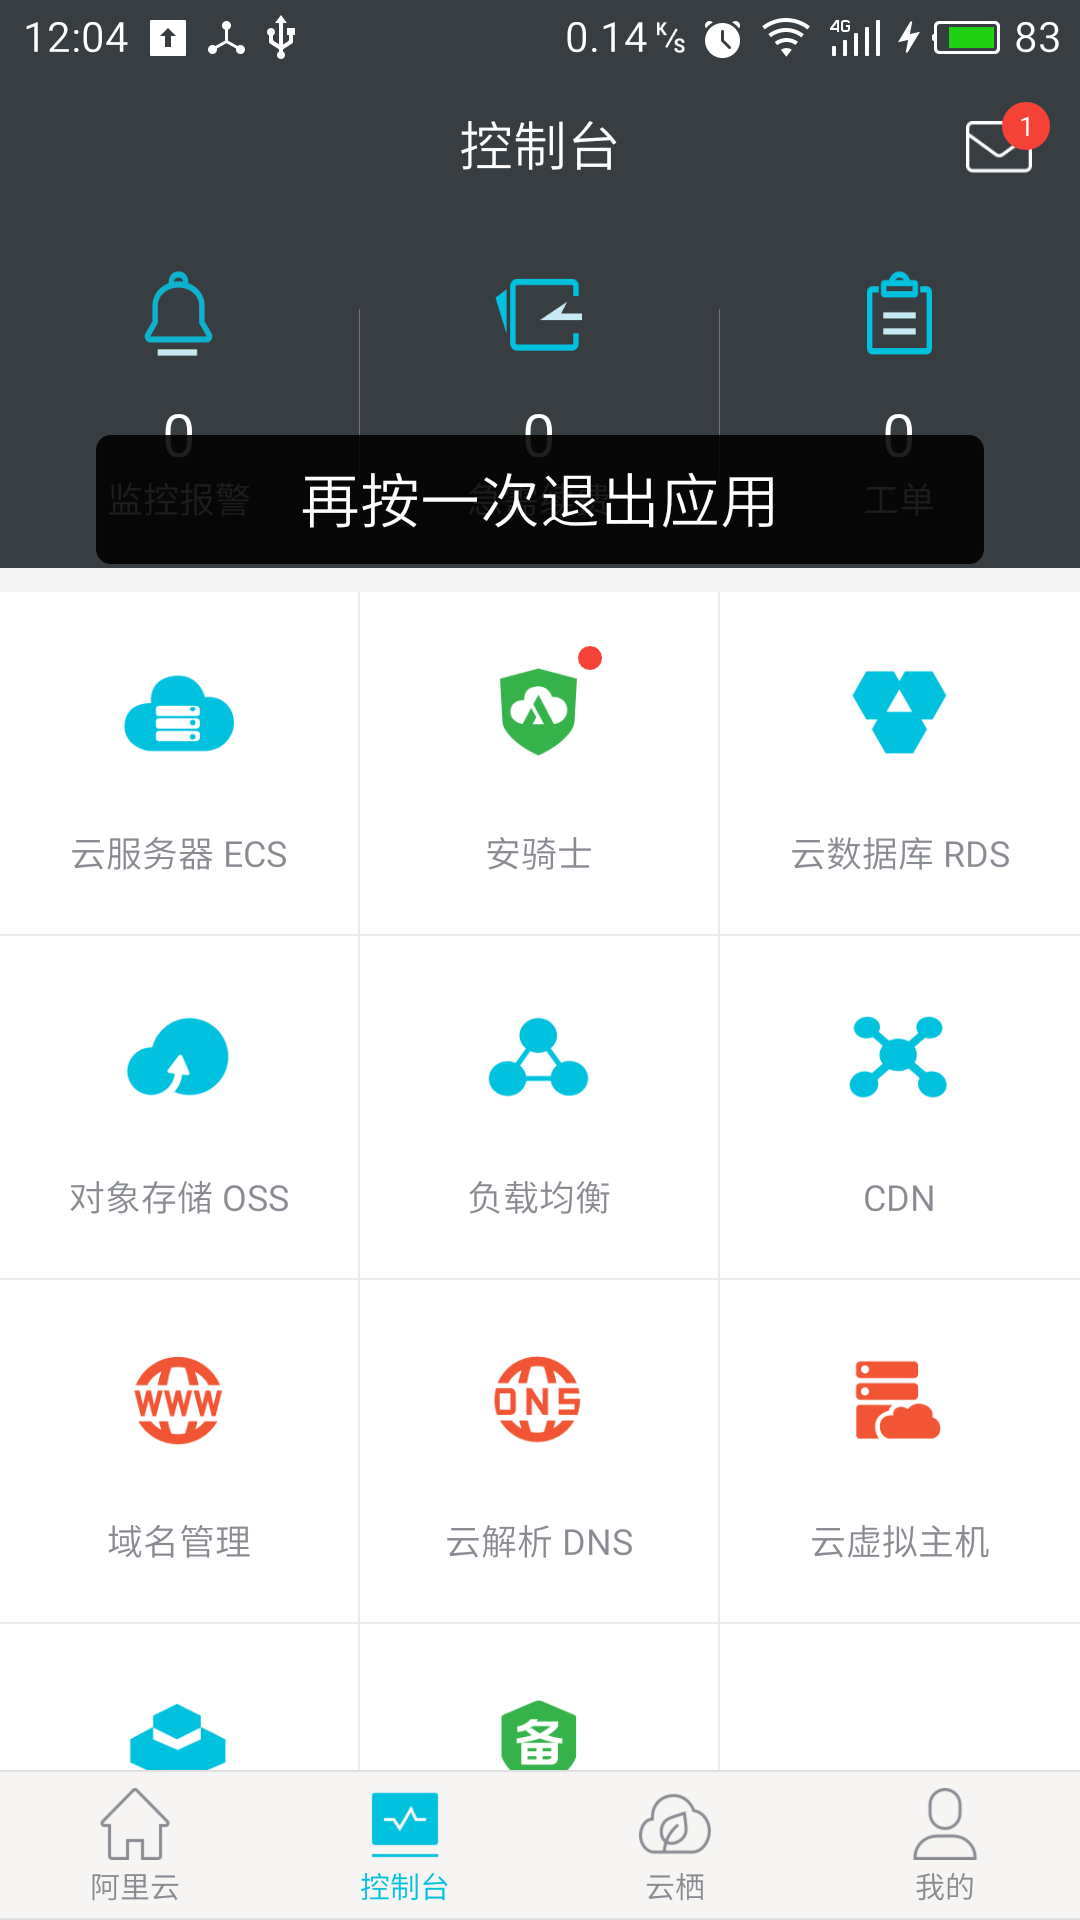 12:04
0.14 K/S
4G
83
控制台
1
0
0
0
监控报警
工单
再按一次退出应用
云服务器 ECS
安骑士
云数据库 RDS
对象存储 OSS
负载均衡
CDN
WWW
DNS
域名管理
云解析 DNS
云虚拟主机
备
阿里云
控制台
云栖
我的